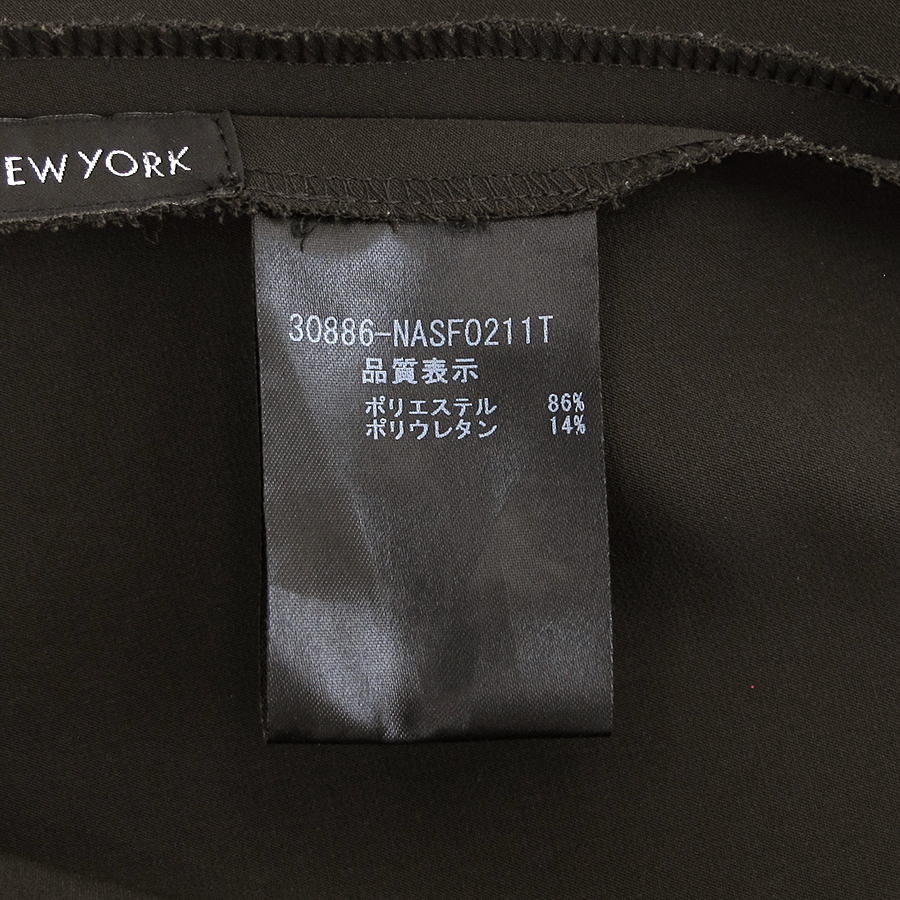 EW YORK
30886-NASF0211T
品質表示
ポリエステル 86%
ポリウレタン 14%